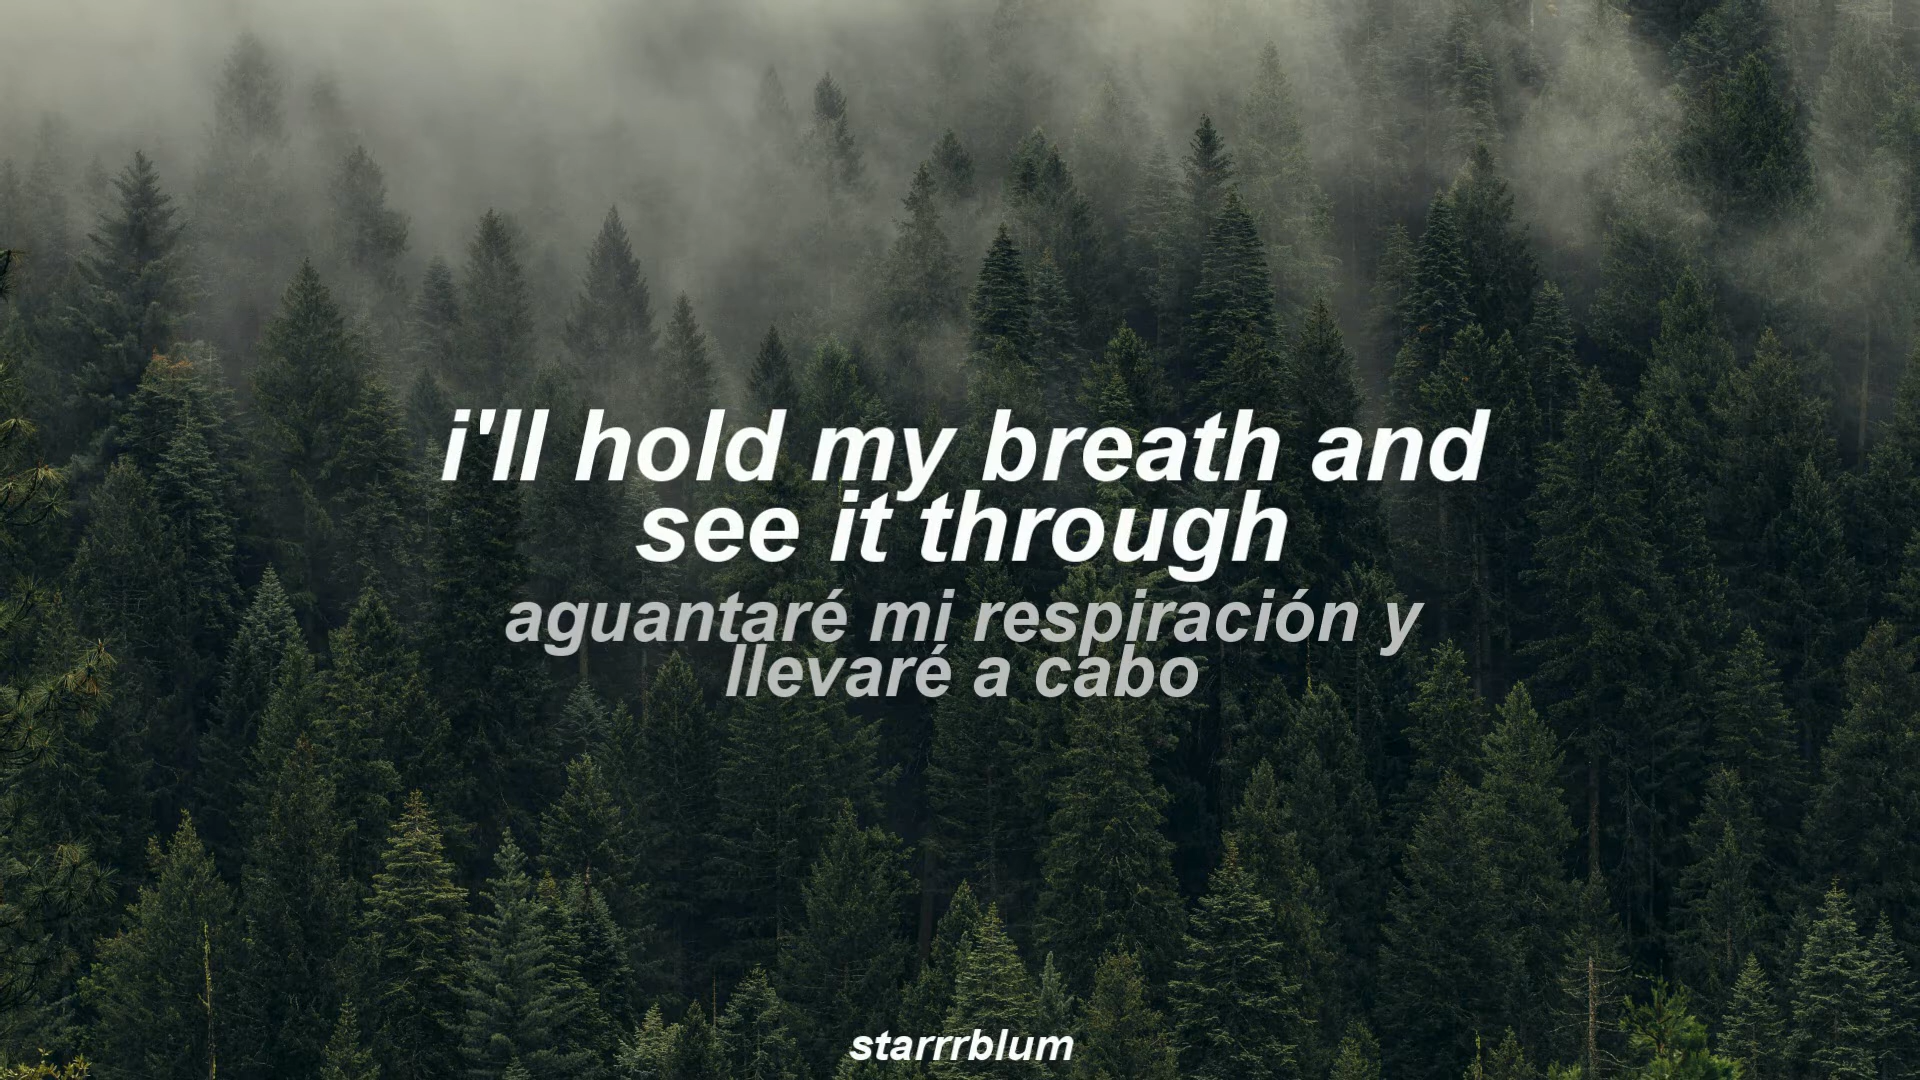 i'll hold my breath and
see it through
aguantaré mi respiración y
llevaré a cabo
starrrblum